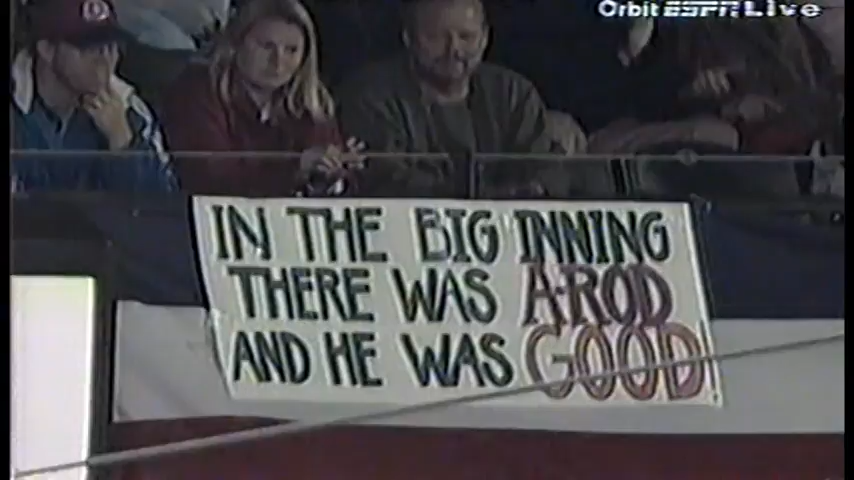 Orbit ESPN Live
IN THE BIG INNING
THERE WAS A-ROD
AND HE WAS GOOD!